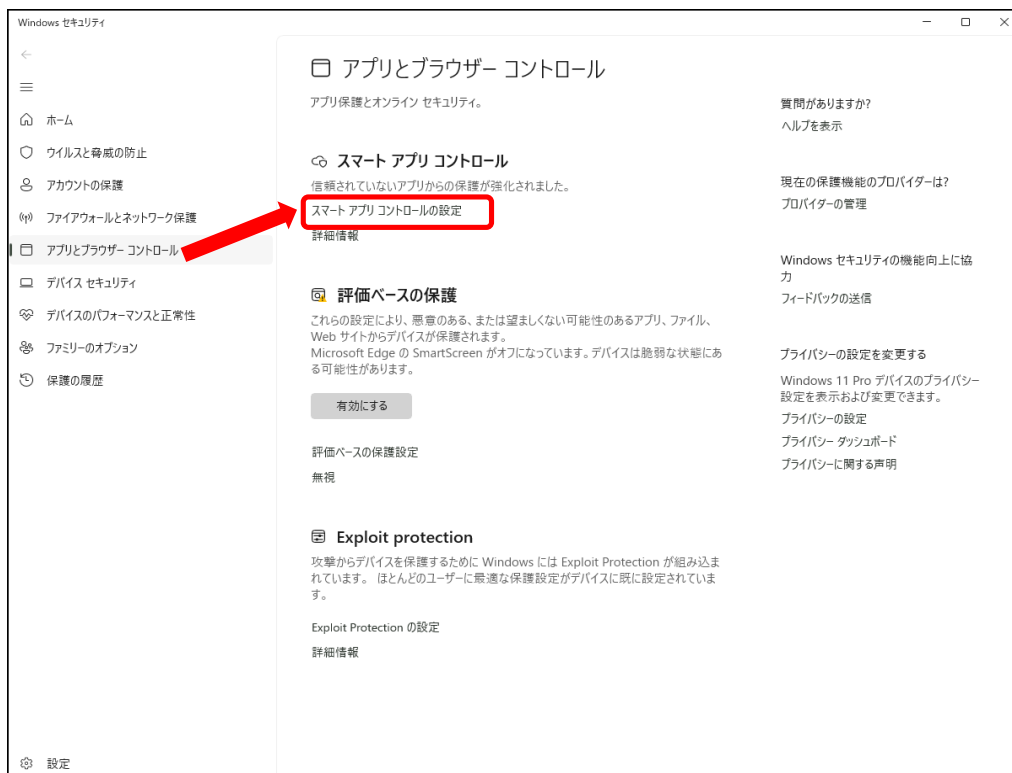 Windows セキュリティ
ホーム
ウイルスと脅威の防止
アカウントの保護
ファイアウォールとネットワーク保護
アプリとブラウザー コントロール
デバイス セキュリティ
デバイスのパフォーマンスと正常性
ファミリーのオプション
保護の履歴
設定
アプリとブラウザー コントロール
アプリ保護とオンライン セキュリティ。
スマート アプリ コントロール
信頼されていないアプリからの保護が強化されました。
スマート アプリ コントロールの設定
詳細情報
評価ベースの保護
これらの設定により、悪意のある、または望ましくない可能性のあるアプリ、ファイル、
Web サイトからデバイスが保護されます。
Microsoft Edge の SmartScreen がオフになっています。デバイスは脆弱な状態にあ
る可能性があります。
有効にする
評価ベースの保護設定
無視
Exploit protection
攻撃からデバイスを保護するために Windows には Exploit Protection が組み込ま
れています。 ほとんどのユーザーに最適な保護設定がデバイスに既に設定されていま
す。
Exploit Protection の設定
詳細情報
質問がありますか?
ヘルプを表示
現在の保護機能のプロバイダーは?
プロバイダーの管理
Windows セキュリティの機能向上に協
力
フィードバックの送信
プライバシーの設定を変更する
Windows 11 Pro デバイスのプライバシー
設定を表示および変更できます。
プライバシーの設定
プライバシー ダッシュボード
プライバシーに関する声明